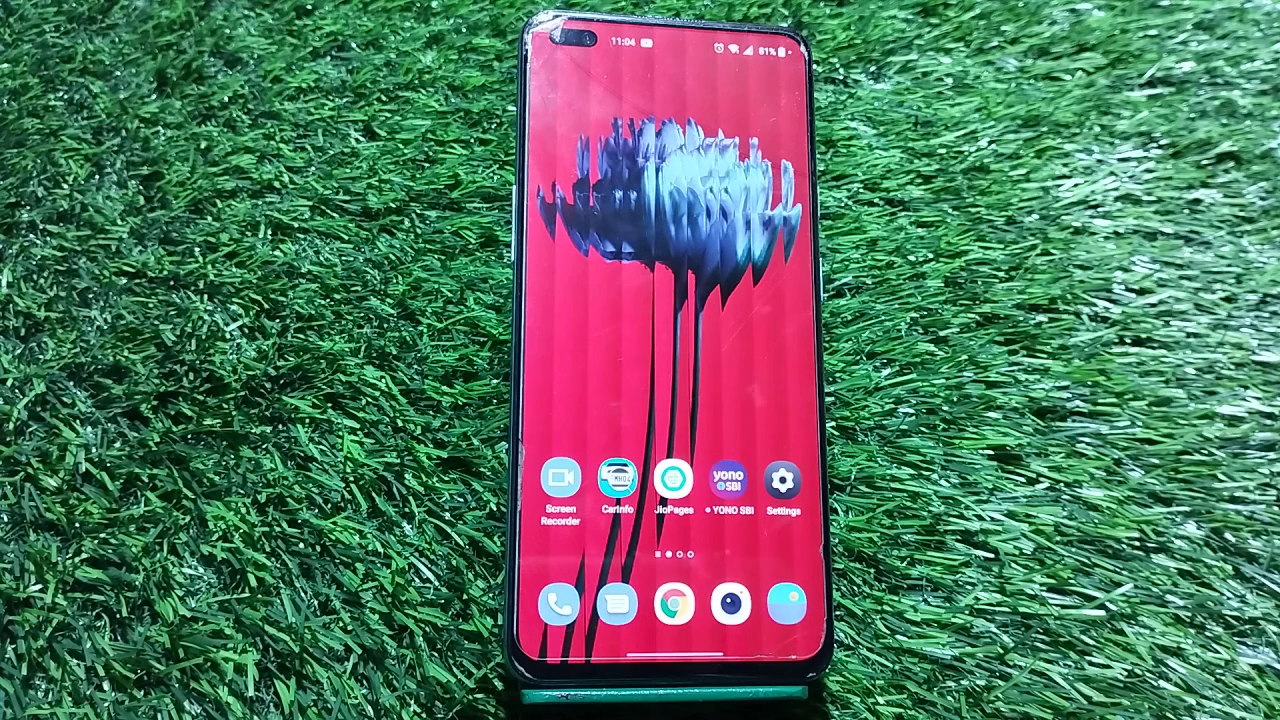 11:04 81%
yono
SBI
Screen
Recorder
CarInfo
JioPages
YONO SBI
Settings